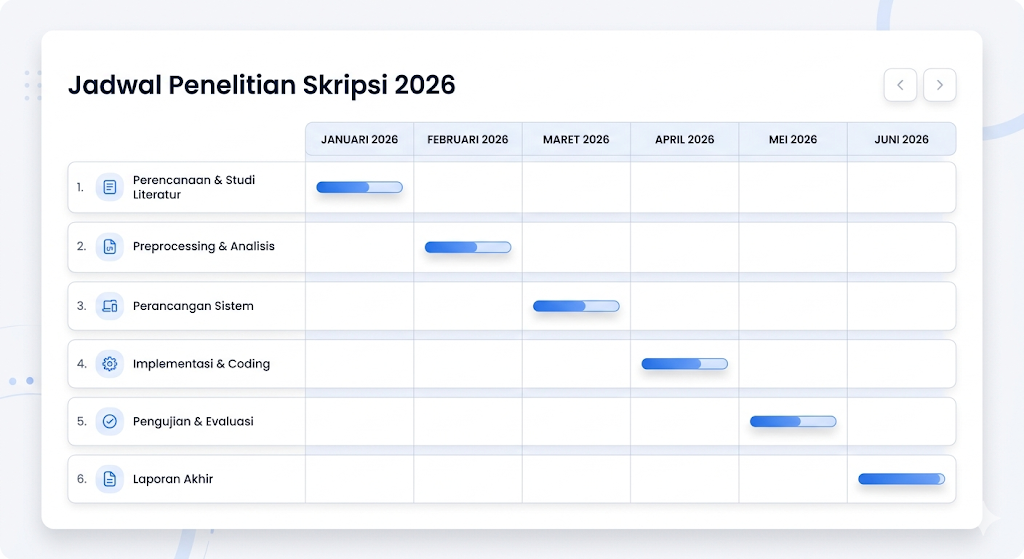 Jadwal Penelitian Skripsi 2026
JANUARI 2026 FEBRUARI 2026 MARET 2026 APRIL 2026 MEI 2026 JUNI 2026
1. Perencanaan & Studi
Literatur
2. Preprocessing & Analisis
3. Perancangan Sistem
4. Implementasi & Coding
5. Pengujian & Evaluasi
6. Laporan Akhir